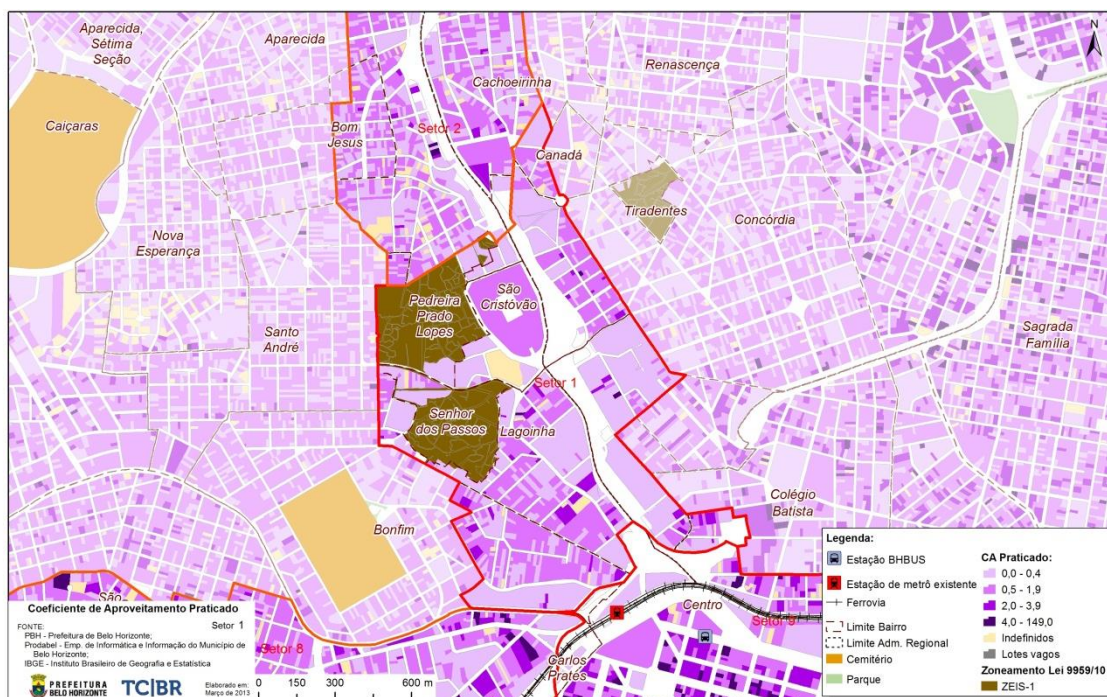 Aparecida,
Sétima
Seção
Aparecida
Cachoeirinha
Renascença
N
Caiçaras
Bom
Jesus
Setor 2
Canadá
Tiradentes
Concórdia
Nova
Esperança
Pedreira
Prado
Lopes
São
Cristóvão
Santo
André
Sagrada
Família
Setor 1
Senhor
dos Passos
Lagoinha
Colégio
Batista
Bonfim
Centro
Setor 9
Carlos
Prates
São
Setor 8
Coeficiente de Aproveitamento Praticado
Setor 1
FONTE:
PBH - Prefeitura de Belo Horizonte;
Prodabel - Emp. de Informática e Informação do Município de
Belo Horizonte;
IBGE - Instituto Brasileiro de Geografia e Estatística
PREFEITURA
BELO HORIZONTE
TC|BR
Elaborado em:
Março de 2013
0 150 300 600 m
Legenda:
Estação BHBUS
Estação de metrô existente
Ferrovia
Limite Bairro
Limite Adm. Regional
Cemitério
Parque
CA Praticado:
0,0 - 0,4
0,5 - 1,9
2,0 - 3,9
4,0 - 149,0
Indefinidos
Lotes vagos
Zoneamento Lei 9959/10
ZEIS-1